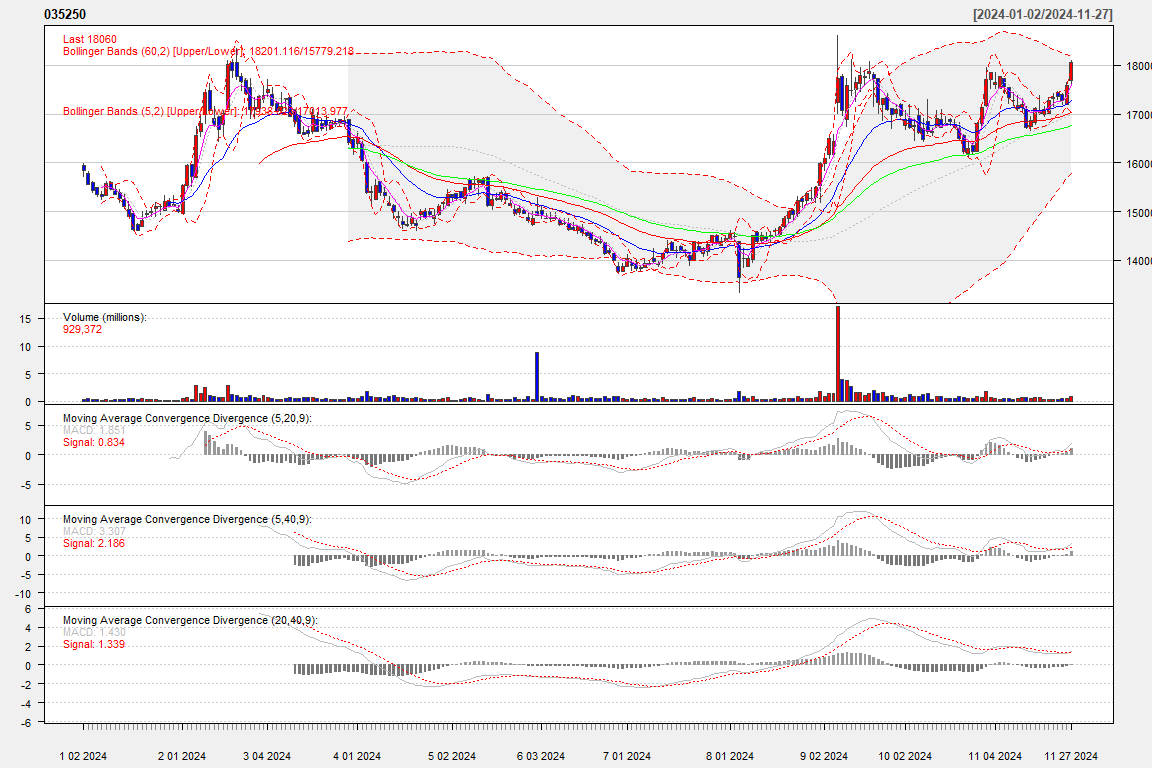 035250 [2024-01-02/2024-11-27]
Last 18060
Bollinger Bands (60,2) [Upper/Lower]: 18201.116/15779.218
Bollinger Bands (5,2) [Upper/Lower]:
18000
17000
16000
15000
14000
Volume (millions):
929,372
15
10
5
0
Moving Average Convergence Divergence (5,20,9):
MACD: 1.851
Signal: 0.834
5
0
-5
Moving Average Convergence Divergence (5,40,9):
MACD: 3.307
Signal: 2.186
10
5
0
-5
-10
Moving Average Convergence Divergence (20,40,9):
MACD: 1.430
Signal: 1.339
6
4
2
0
-2
-4
-6
1 02 2024 2 01 2024 3 04 2024 4 01 2024 5 02 2024 6 03 2024 7 01 2024 8 01 2024 9 02 2024 10 02 2024 11 04 2024 11 27 2024